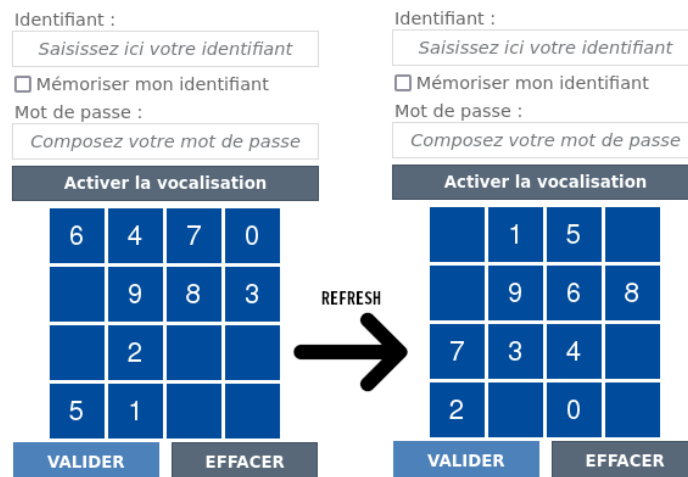 Identifiant :
Saisissez ici votre identifiant
Mémoriser mon identifiant
Mot de passe :
Composez votre mot de passe
Activer la vocalisation
6 4 7 0
9 8 3
2
5 1
VALIDER EFFACER
REFRESH
Identifiant :
Saisissez ici votre identifiant
Mémoriser mon identifiant
Mot de passe :
Composez votre mot de passe
Activer la vocalisation
1 5
9 6 8
7 3 4
2 0
VALIDER EFFACER